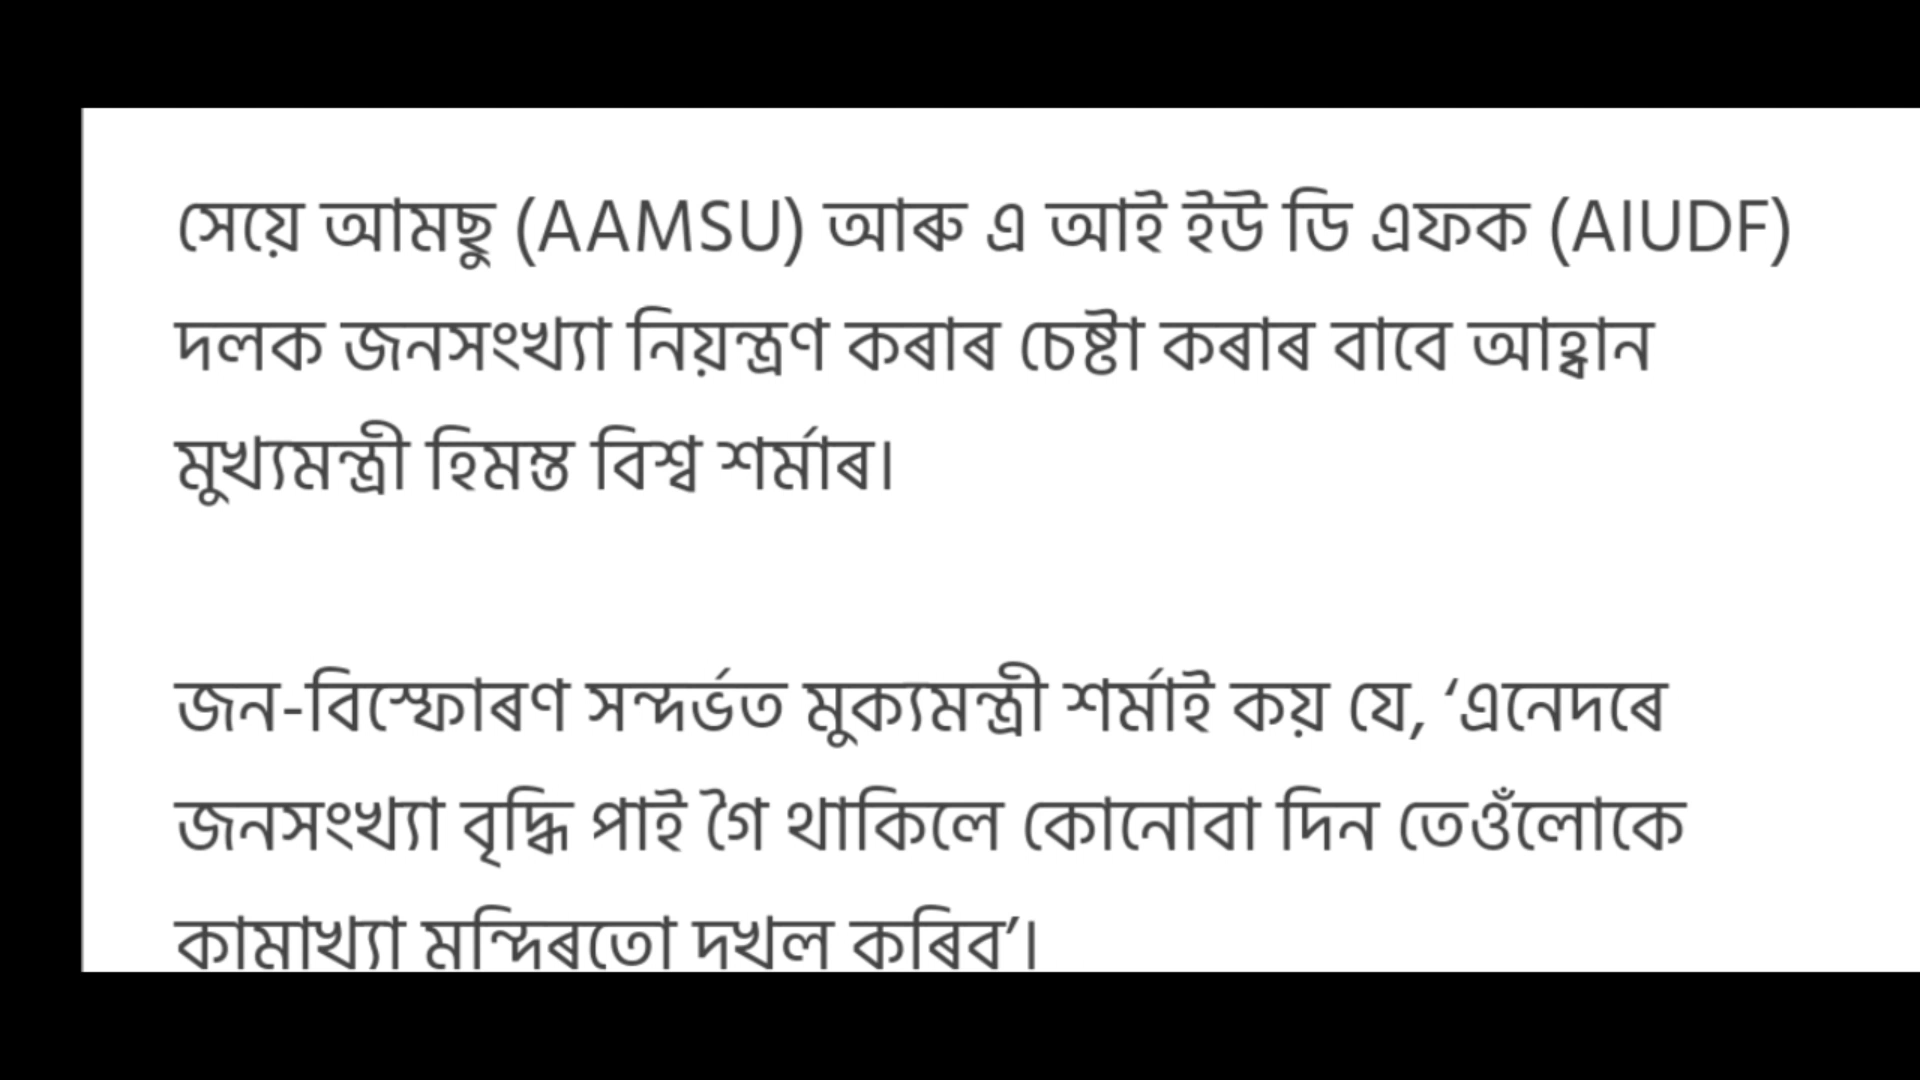 সেয়ে আমছু (AAMSU) আৰু এ আই ইউ ডি এফক (AIUDF)
দলক জনসংখ্যা নিয়ন্ত্ৰণ কৰাৰ চেষ্টা কৰাৰ বাবে আহ্বান
মুখ্যমন্ত্ৰী হিমন্ত বিশ্ব শৰ্মাৰ।
জন-বিস্ফোৰণ সন্দৰ্ভত মুক্যমন্ত্ৰী শৰ্মাই কয় যে, ‘এনেদৰে
জনসংখ্যা বৃদ্ধি পাই গৈ থাকিলে কোনোবা দিন তেওঁলোকে
কামাখ্যা মন্দিৰতো দখল কৰিব’।